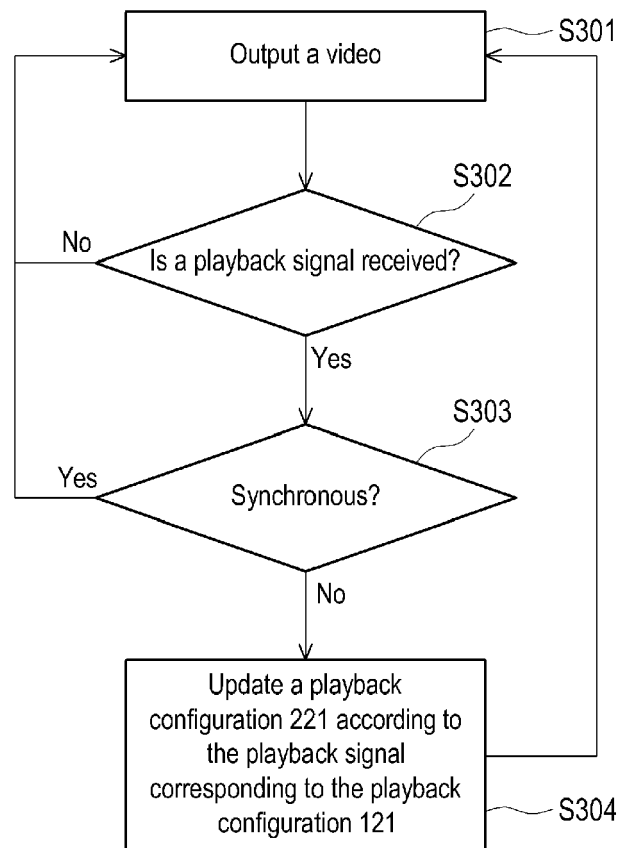 S301
Output a video
S302
No
Is a playback signal received?
Yes
S303
Yes
Synchronous?
No
Update a playback
configuration 221 according to
the playback signal
corresponding to the playback
configuration 121
S304